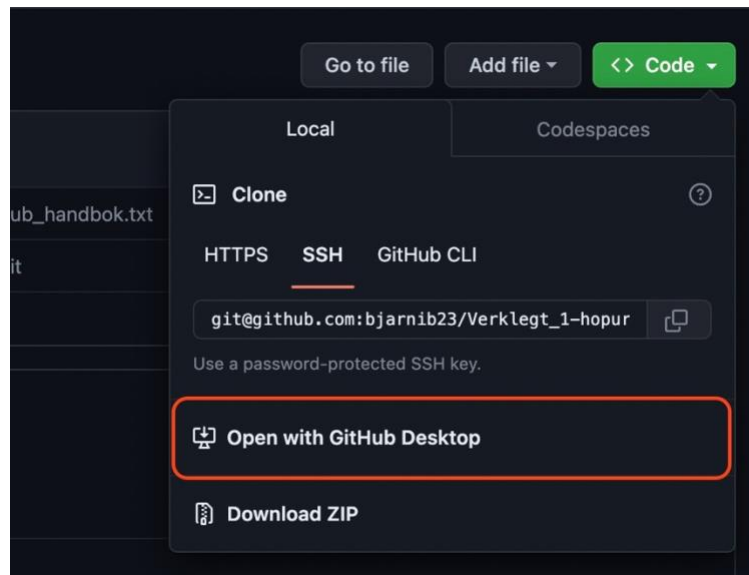 Go to file
Add file
<> Code
Local
Codespaces
ub_handbok.txt
Clone
it
HTTPS SSH GitHub CLI
git@github.com:bjarnib23/Verklegt_1-hopur
Use a password-protected SSH key.
Open with GitHub Desktop
Download ZIP